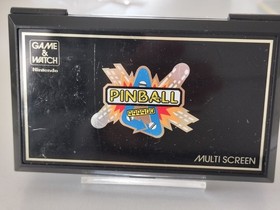 GAME
& WATCH
Nintendo
PINBALL
MULTI SCREEN